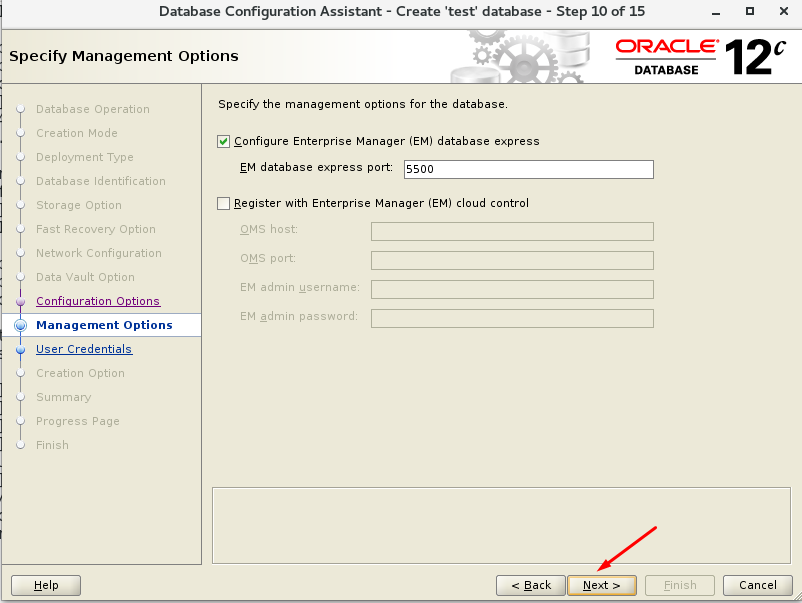 Database Configuration Assistant - Create 'test' database - Step 10 of 15
Specify Management Options
ORACLE
DATABASE
12c
Database Operation
Creation Mode
Deployment Type
Database Identification
Storage Option
Fast Recovery Option
Network Configuration
Data Vault Option
Configuration Options
Management Options
User Credentials
Creation Option
Summary
Progress Page
Finish
Specify the management options for the database.
Configure Enterprise Manager (EM) database express
EM database express port: 5500
Register with Enterprise Manager (EM) cloud control
OMS host:
OMS port:
EM admin username:
EM admin password:
Help
< Back
Next >
Finish
Cancel